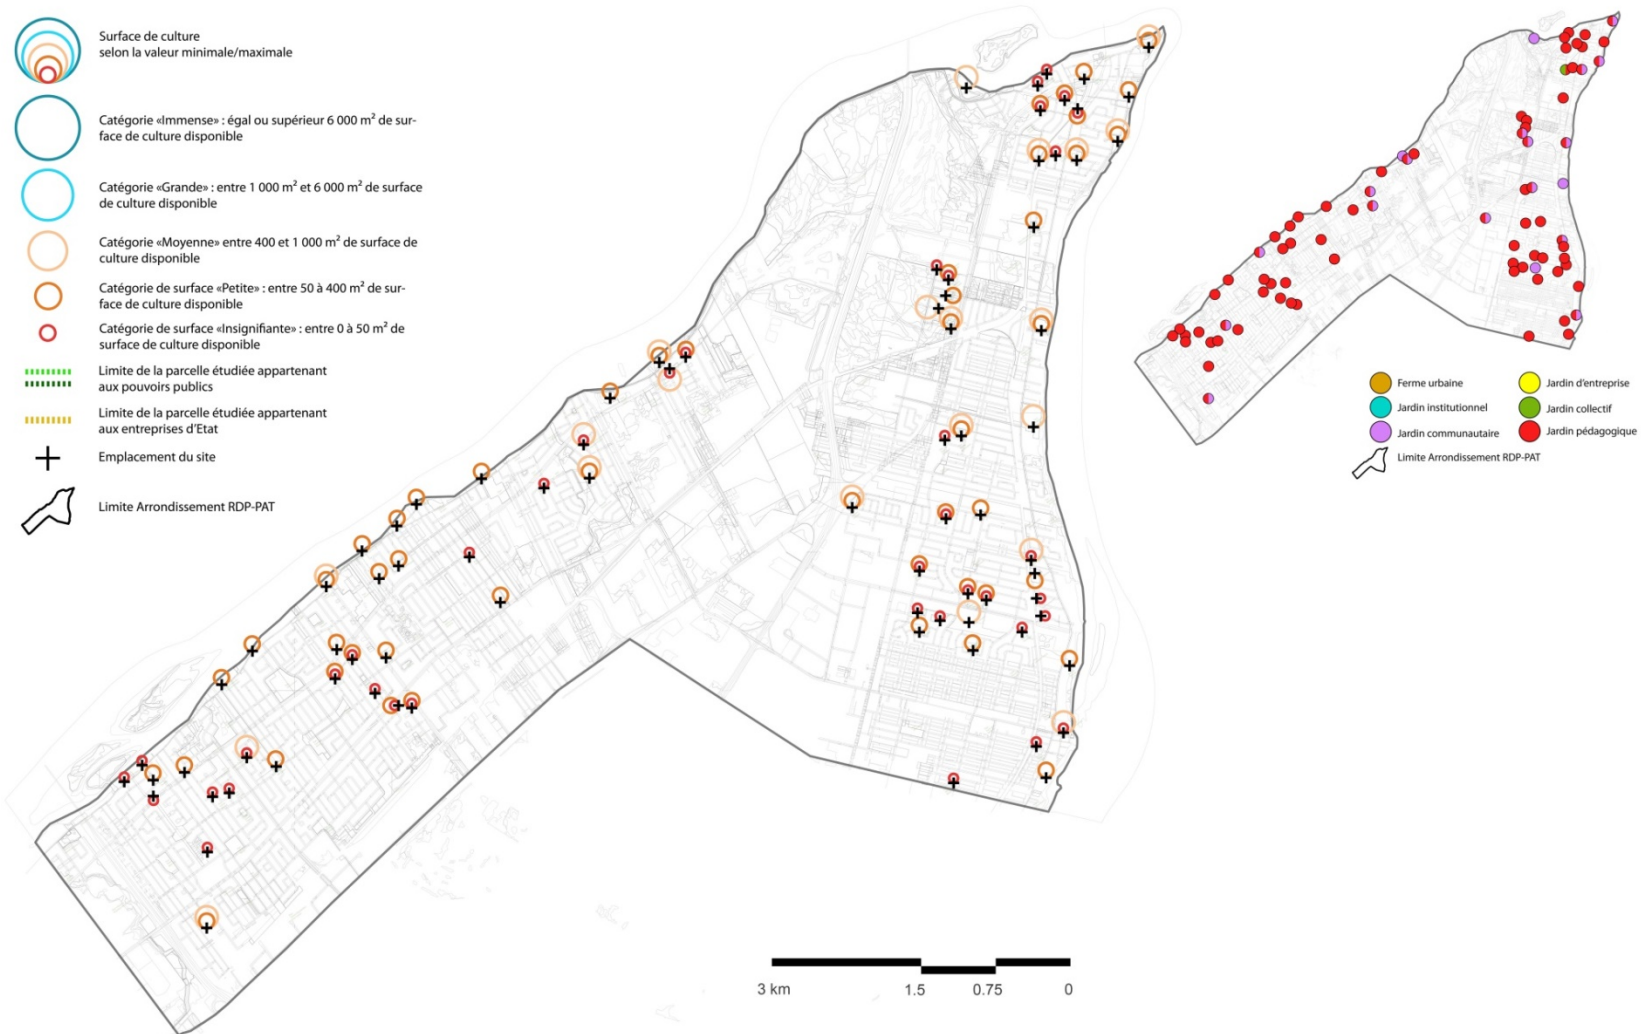 Surface de culture
selon la valeur minimale/maximale
Catégorie «Immense» : égal ou supérieur 6 000 m² de sur-
face de culture disponible
Catégorie «Grande» : entre 1 000 m² et 6 000 m² de surface
de culture disponible
Catégorie «Moyenne» entre 400 et 1 000 m² de surface de
culture disponible
Catégorie de surface «Petite» : entre 50 à 400 m² de sur-
face de culture disponible
Catégorie de surface «Insignifiante» : entre 0 à 50 m² de
surface de culture disponible
Limite de la parcelle étudiée appartenant
aux pouvoirs publics
Limite de la parcelle étudiée appartenant
aux entreprises d'Etat
Emplacement du site
Limite Arrondissement RDP-PAT
3 km 1.5 0.75 0
Ferme urbaine
Jardin institutionnel
Jardin communautaire
Limite Arrondissement RDP-PAT
Jardin d'entreprise
Jardin collectif
Jardin pédagogique